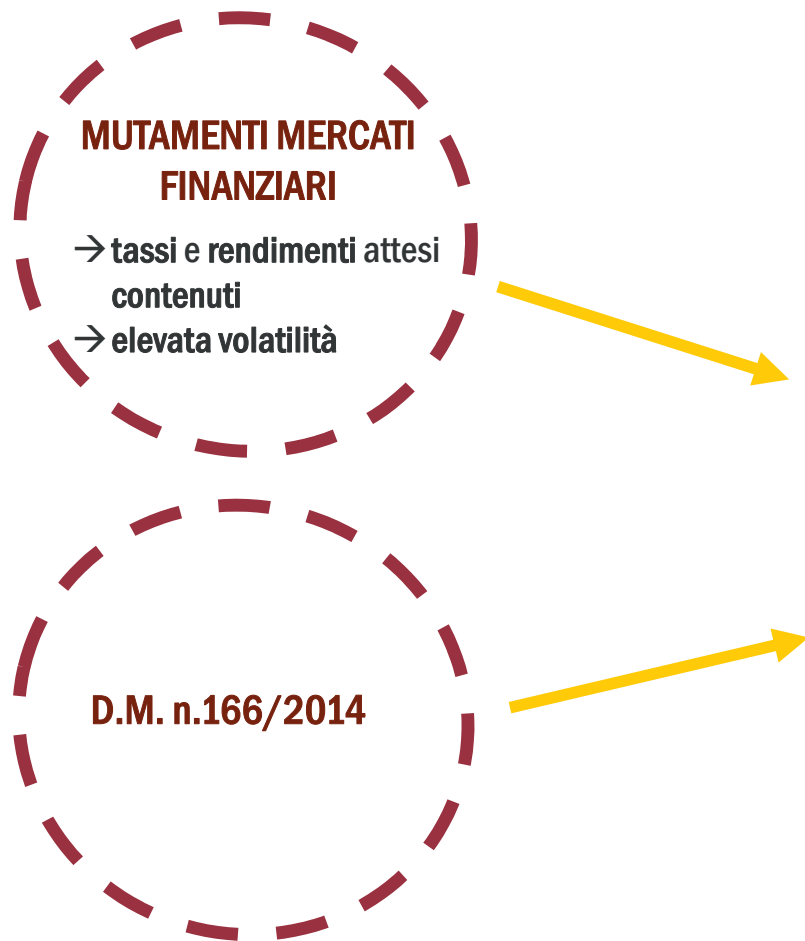 MUTAMENTI MERCATI
FINANZIARI
→ tassi e rendimenti attesi
contenuti
→ elevata volatilità
D.M. n.166/2014